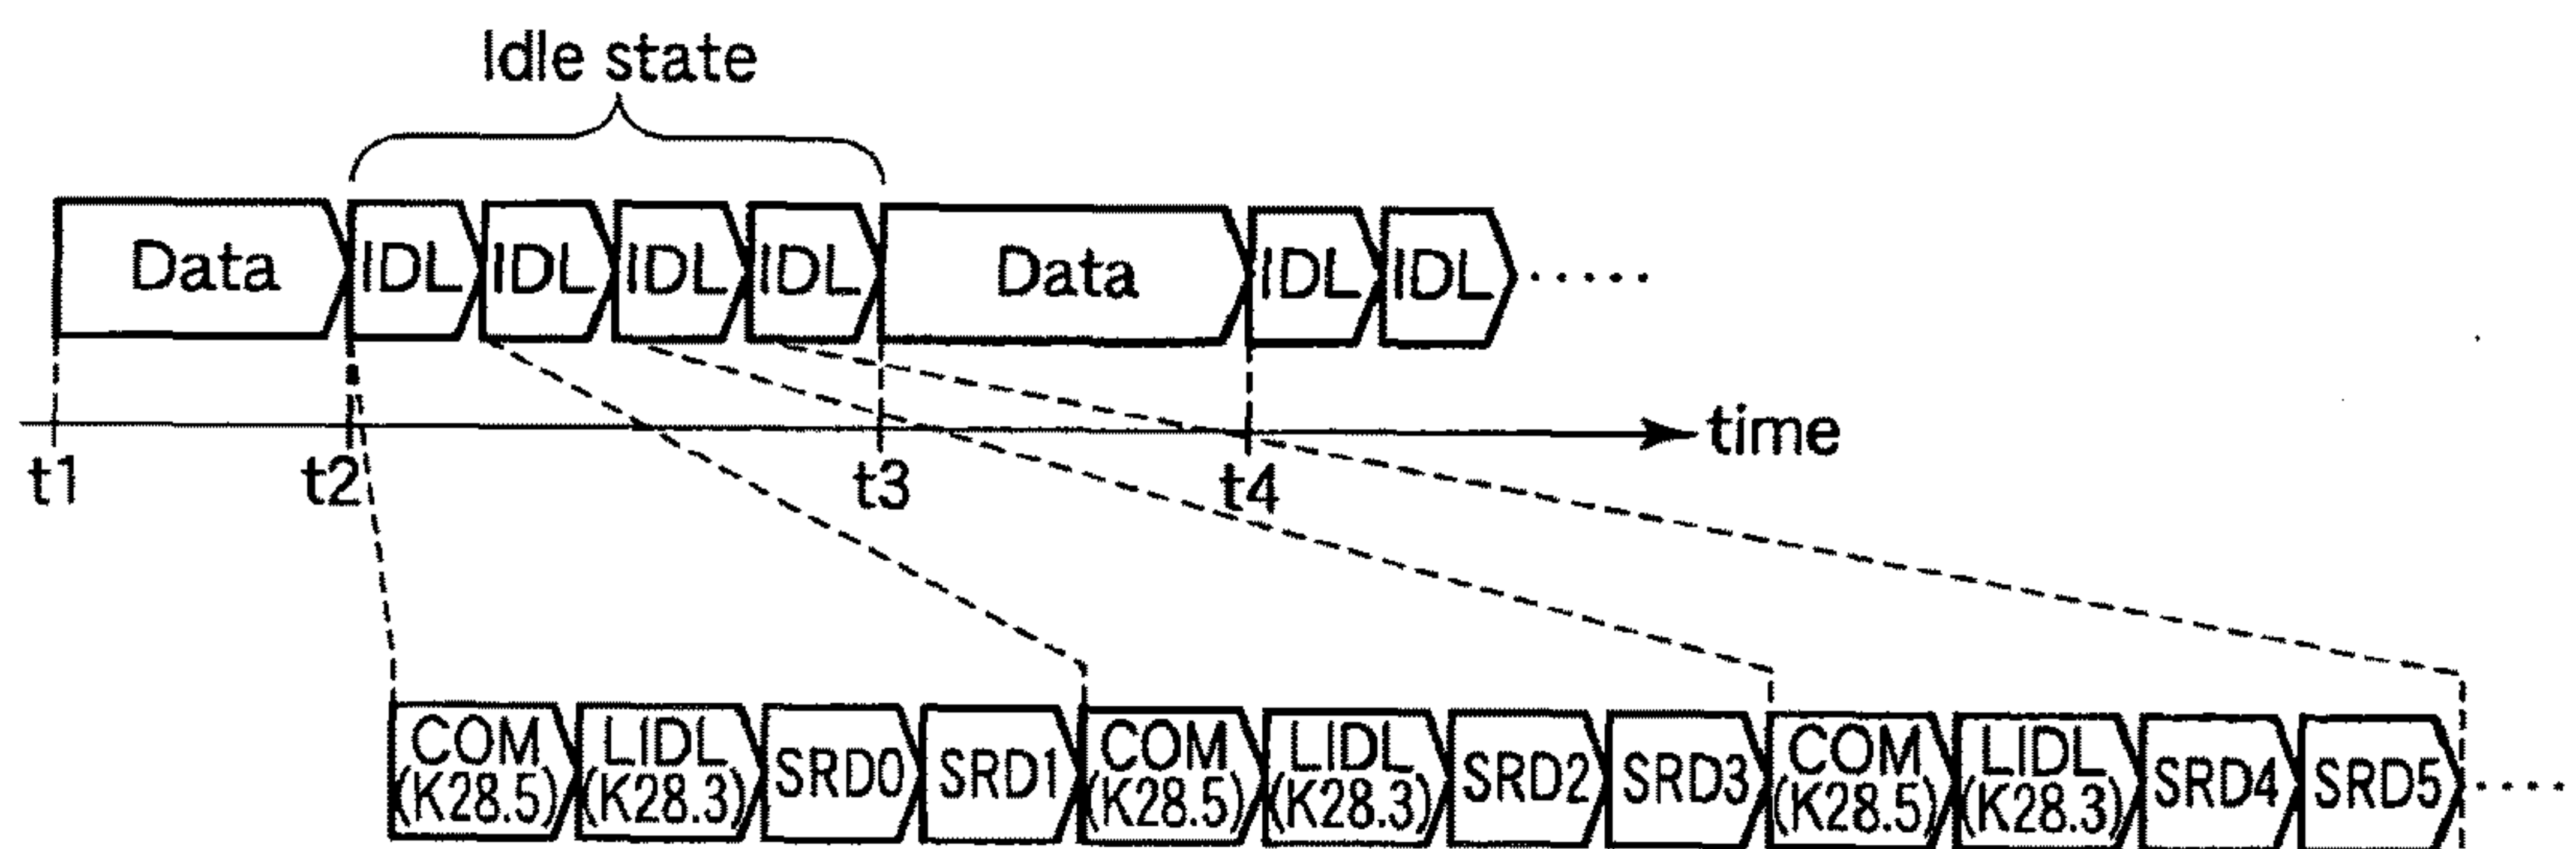 Idle state
Data IDL IDL IDL IDL Data IDL IDL .....
time
t1 t2 t3 t4
COM LIDL SRD0 SRD1 COM LIDL SRD2 SRD3 COM LIDL SRD4 SRD5 ....
(K28.5) (K28.3) (K28.5) (K28.3) (K28.5) (K28.3)